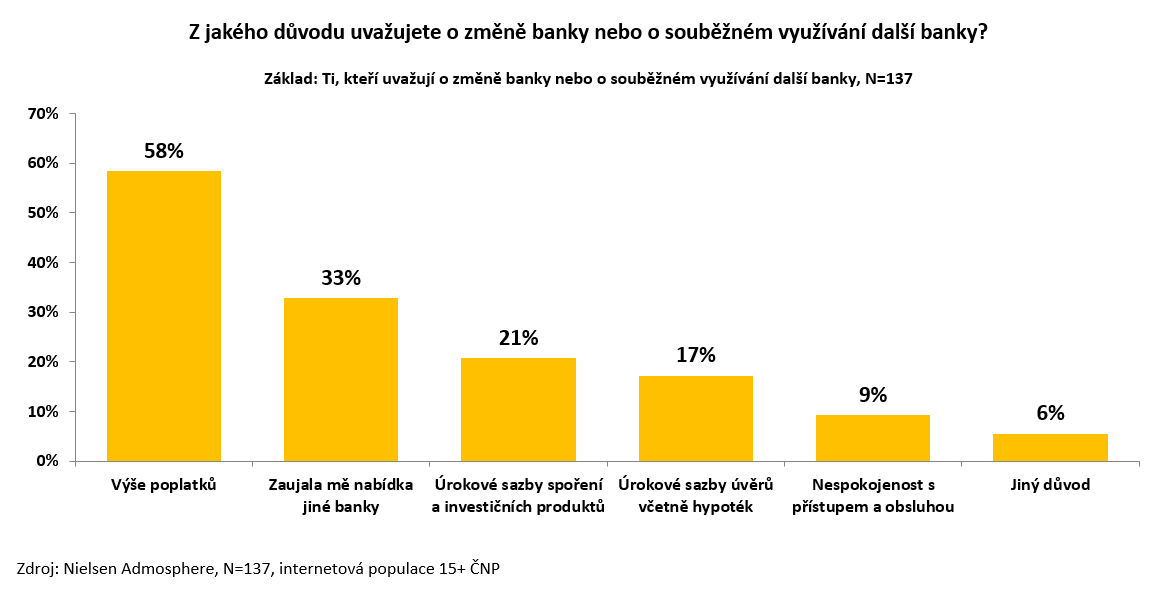 Z jakého důvodu uvažujete o změně banky nebo o souběžném využívání další banky?
Základ: Ti, kteří uvažují o změně banky nebo o souběžném využívání další banky, N=137
70%
60%
50%
40%
30%
20%
10%
0%
58%
33%
21%
17%
9%
6%
Výše poplatků
Zaujala mě nabídka
jiné banky
Úrokové sazby spoření
a investičních produktů
Úrokové sazby úvěrů
včetně hypoték
Nespokojenost s
přístupem a obsluhou
Jiný důvod
Zdroj: Nielsen Admosphere, N=137, internetová populace 15+ ČNP